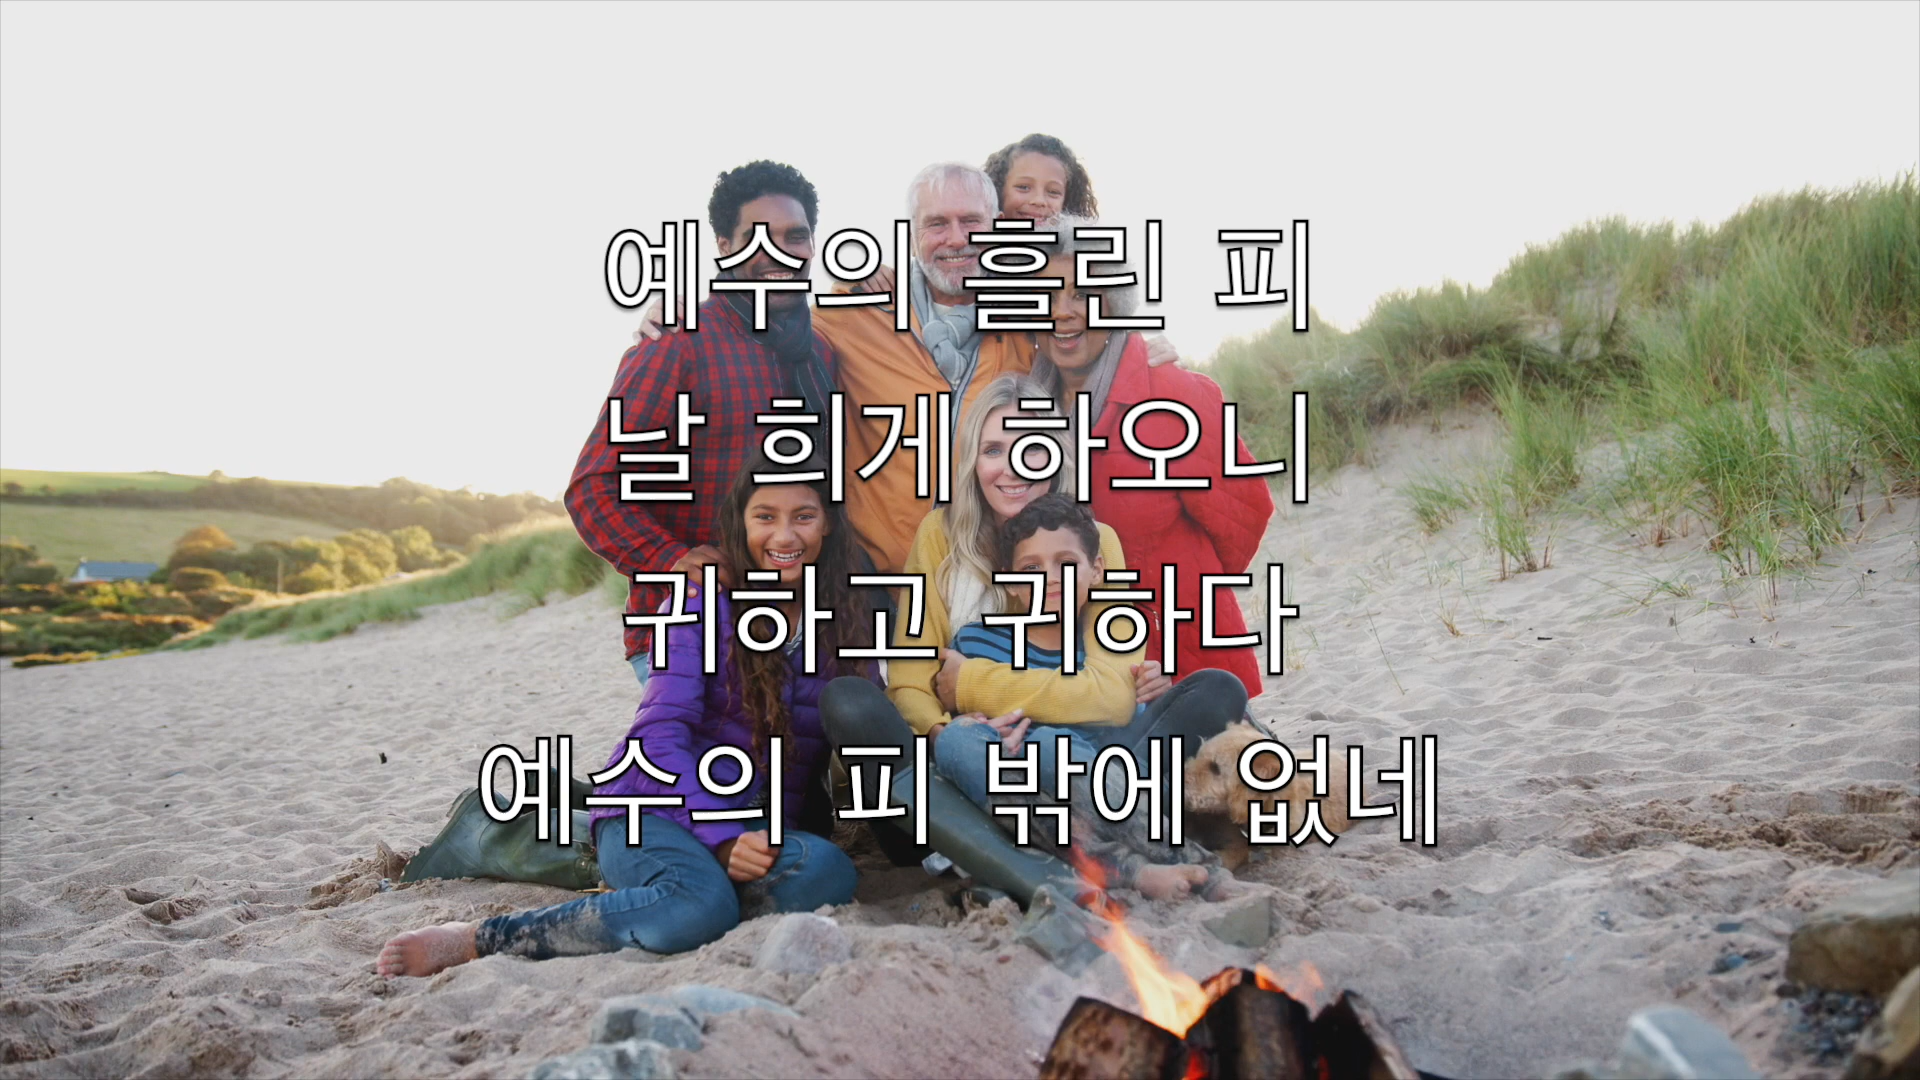 예수의 흘린 피
날 희게 하오니
귀하고 귀하다
예수의 피 밖에 없네